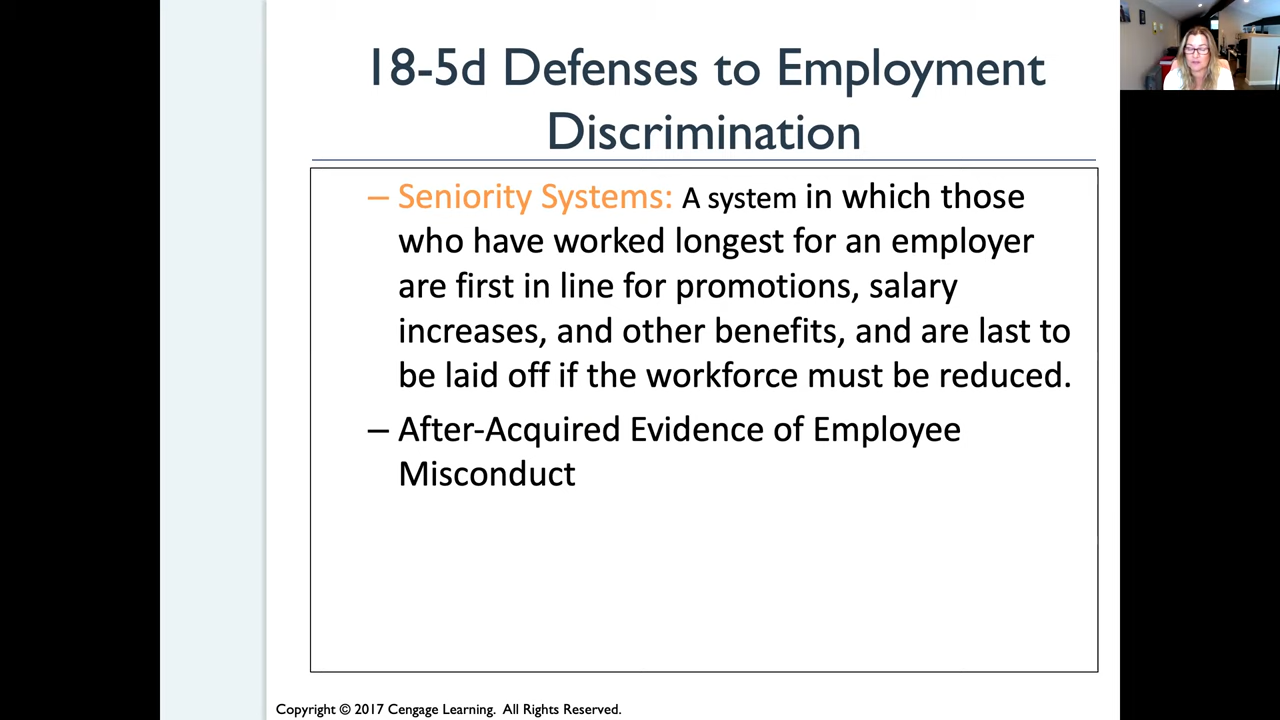 18-5d Defenses to Employment
Discrimination
– Seniority Systems: A system in which those
who have worked longest for an employer
are first in line for promotions, salary
increases, and other benefits, and are last to
be laid off if the workforce must be reduced.
– After-Acquired Evidence of Employee
Misconduct
Copyright © 2017 Cengage Learning. All Rights Reserved.